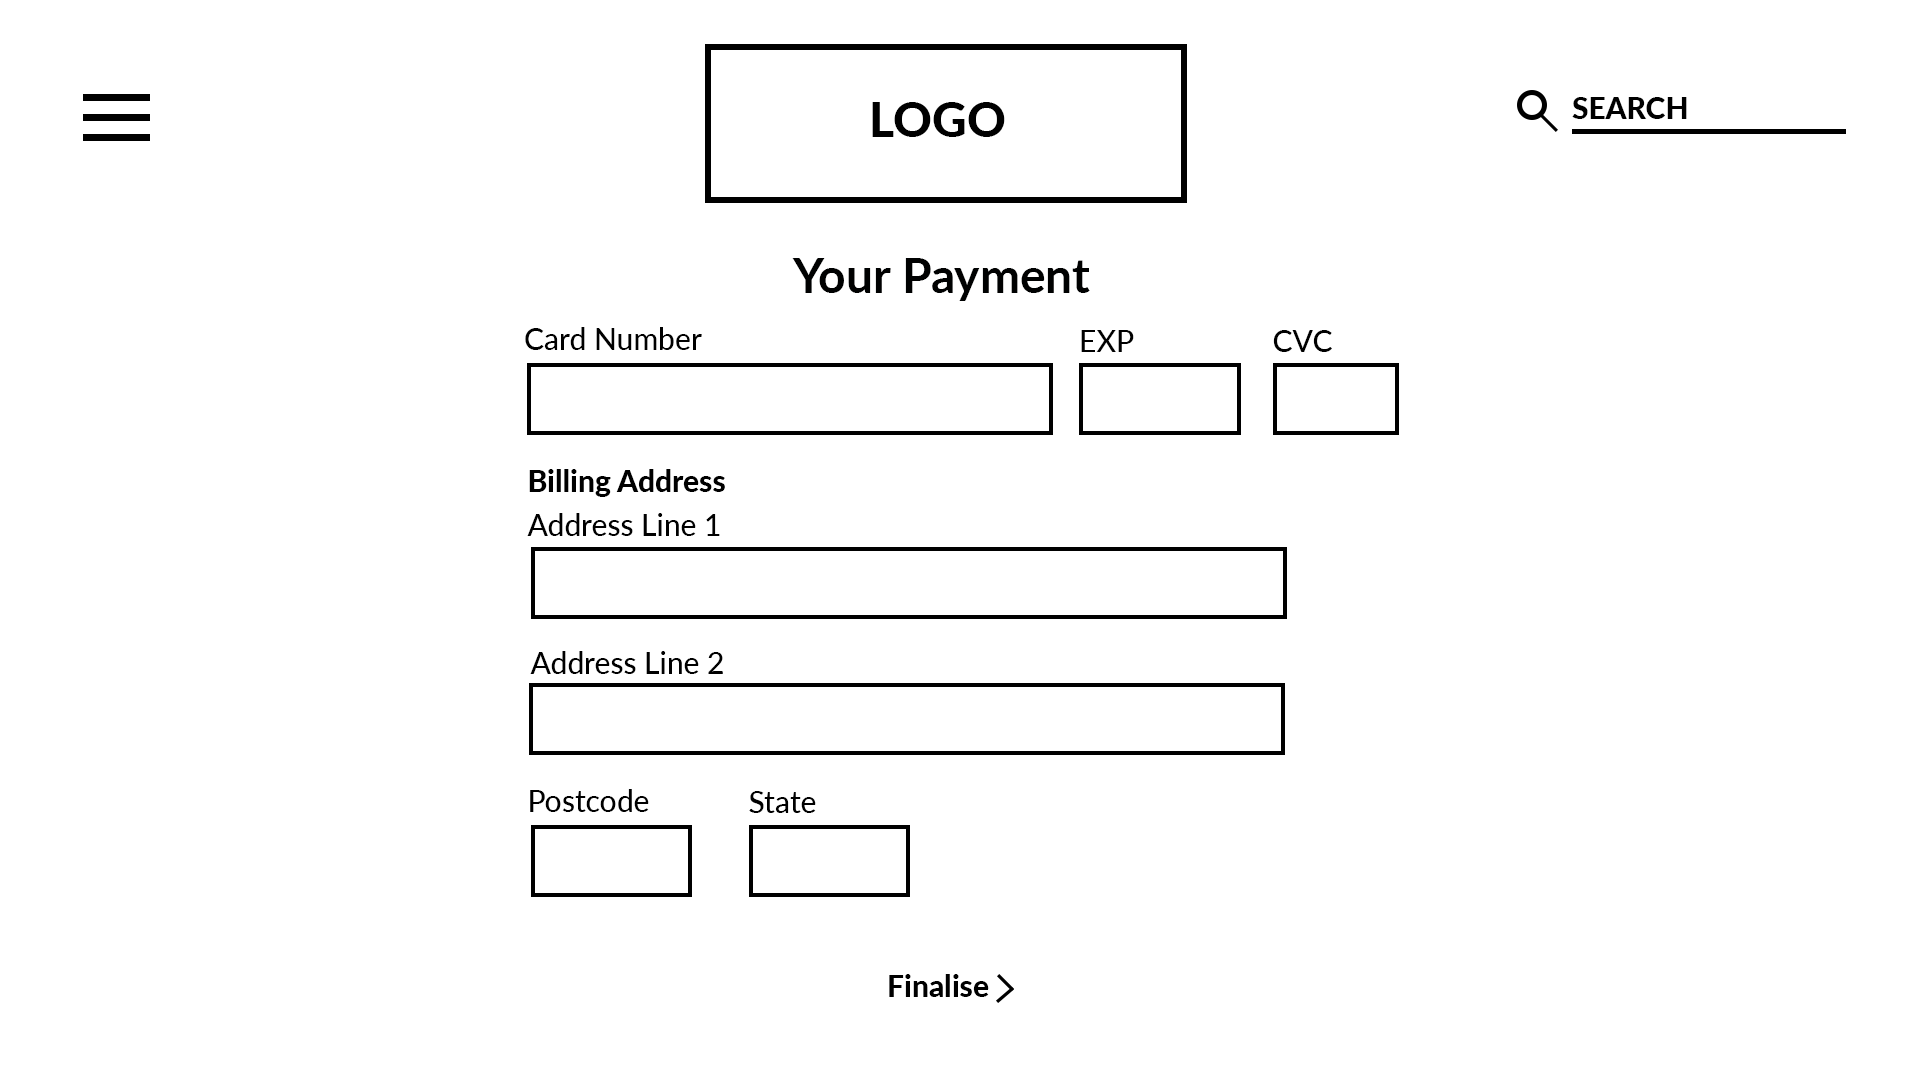 LOGO
SEARCH
Your Payment
Card Number
EXP
CVC
Billing Address
Address Line 1
Address Line 2
Postcode
State
Finalise